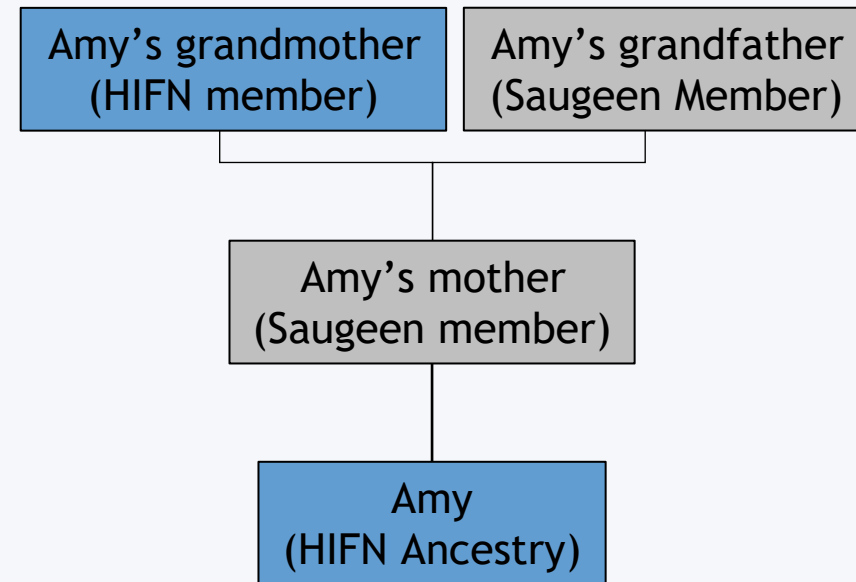 Amy’s grandmother
(HIFN member)
Amy’s grandfather
(Saugeen Member)
Amy’s mother
(Saugeen member)
Amy
(HIFN Ancestry)